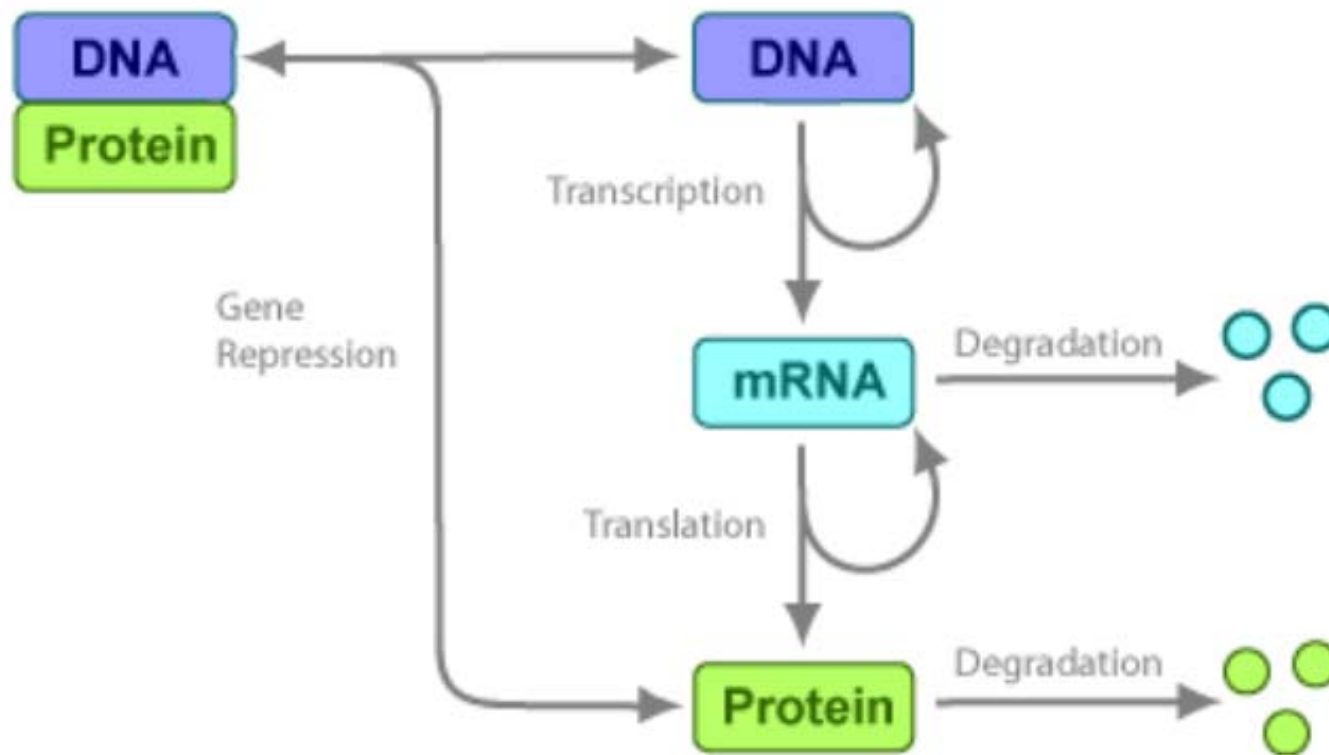 DNA
Protein
DNA
Transcription
Gene
Repression
mRNA
Degradation
Translation
Protein
Degradation